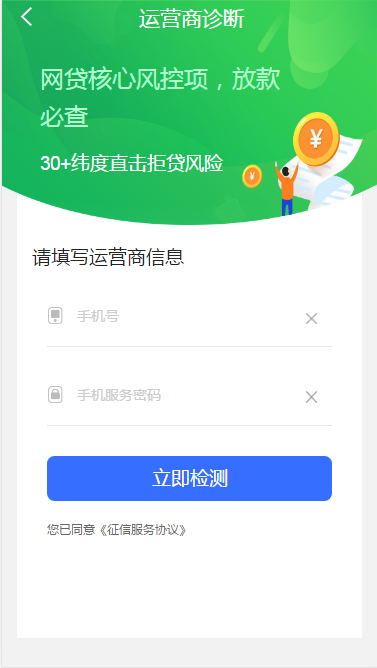 运营商诊断
网贷核心风控项，放款
必查
30+纬度直击拒贷风险
¥
¥
请填写运营商信息
手机号
手机服务密码
立即检测
您已同意《征信服务协议》